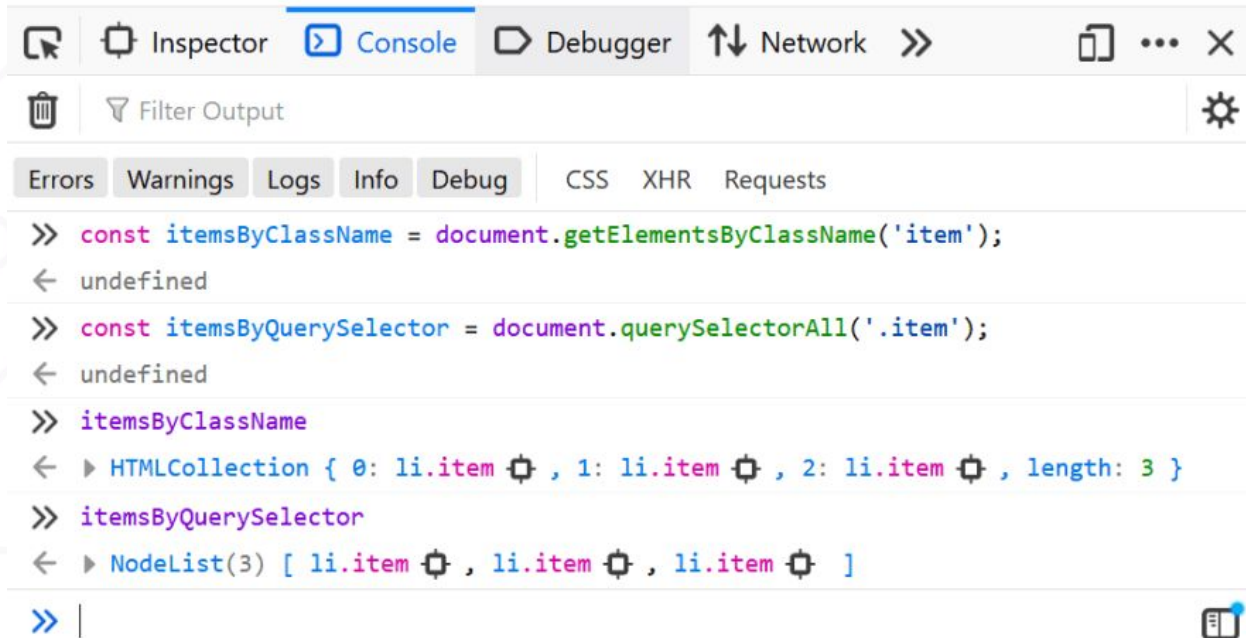 Inspector Console Debugger Network
Filter Output
Errors Warnings Logs Info Debug CSS XHR Requests
» const itemsByClassName = document.getElementsByClassName('item');
← undefined
» const itemsByQuerySelector = document.querySelectorAll('.item');
← undefined
» itemsByClassName
← ▶ HTMLCollection { 0: li.item , 1: li.item , 2: li.item , length: 3 }
» itemsByQuerySelector
← ▶ NodeList(3) [ li.item , li.item , li.item ]
»